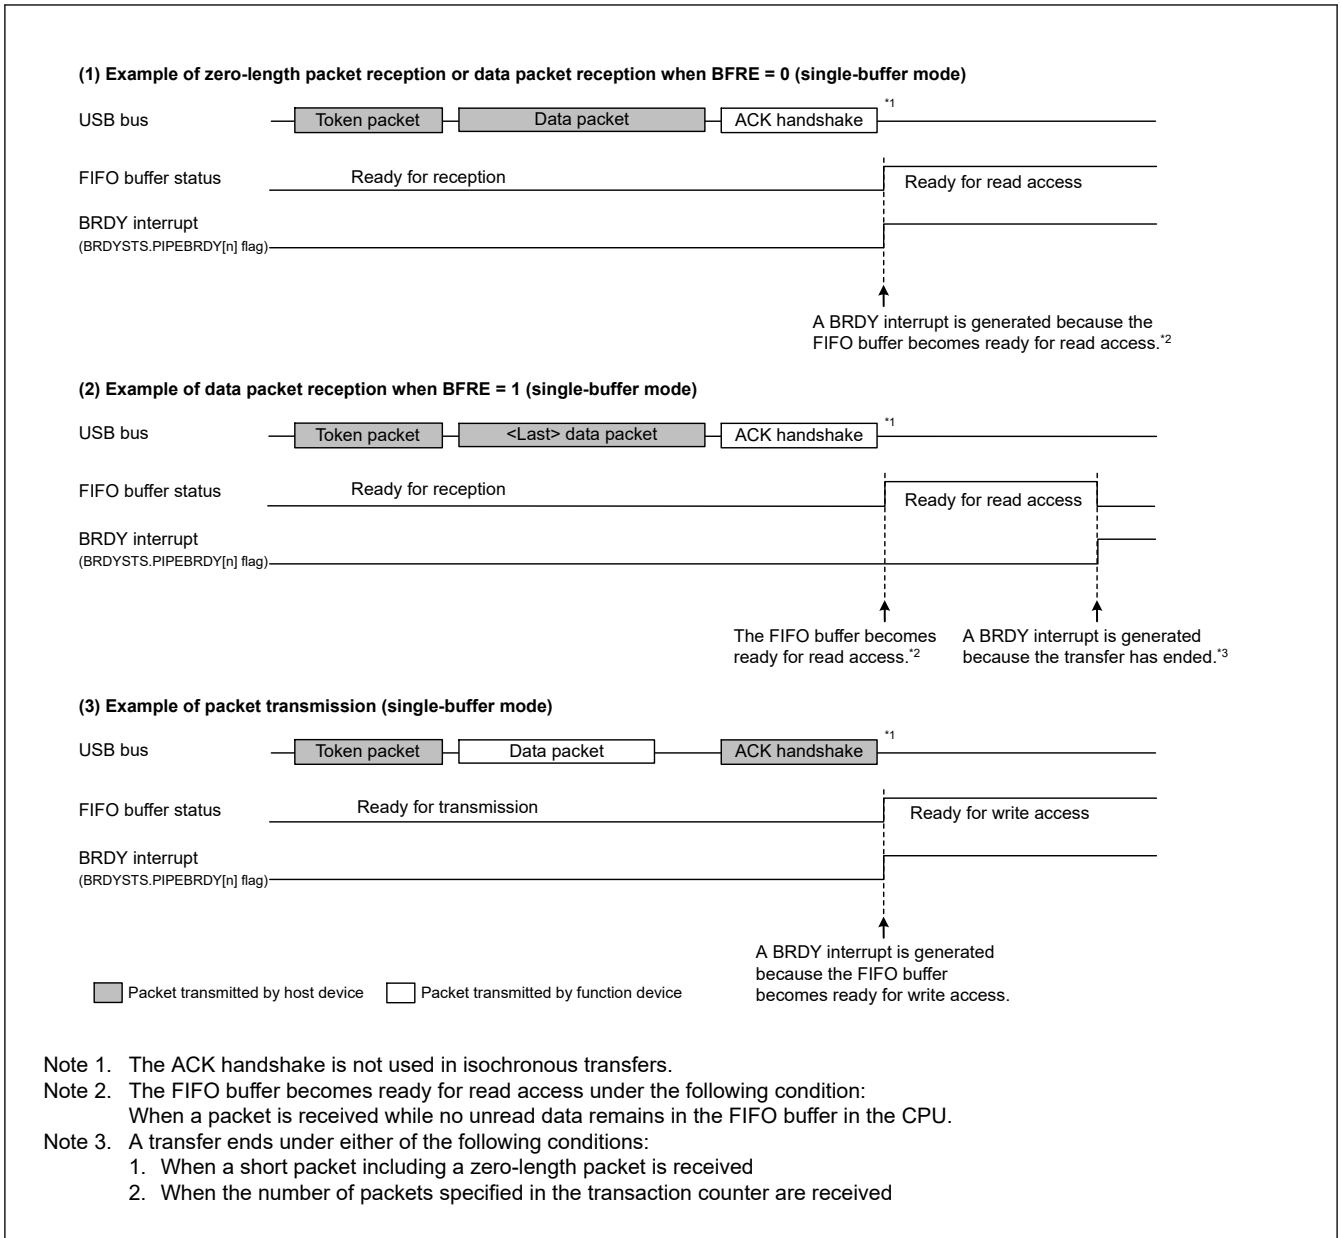 (1) Example of zero-length packet reception or data packet reception when BFRE = 0 (single-buffer mode)
USB bus
Token packet
Data packet
ACK handshake
*1
FIFO buffer status
Ready for reception
Ready for read access
BRDY interrupt
(BRDYSTS.PIPEBRDY[n] flag)
A BRDY interrupt is generated because the
FIFO buffer becomes ready for read access.*2
(2) Example of data packet reception when BFRE = 1 (single-buffer mode)
USB bus
Token packet
<Last> data packet
ACK handshake
*1
FIFO buffer status
Ready for reception
Ready for read access
BRDY interrupt
(BRDYSTS.PIPEBRDY[n] flag)
The FIFO buffer becomes
ready for read access.*2
A BRDY interrupt is generated
because the transfer has ended.*3
(3) Example of packet transmission (single-buffer mode)
USB bus
Token packet
Data packet
ACK handshake
*1
FIFO buffer status
Ready for transmission
Ready for write access
BRDY interrupt
(BRDYSTS.PIPEBRDY[n] flag)
A BRDY interrupt is generated
because the FIFO buffer
becomes ready for write access.
Packet transmitted by host device
Packet transmitted by function device
Note 1. The ACK handshake is not used in isochronous transfers.
Note 2. The FIFO buffer becomes ready for read access under the following condition:
When a packet is received while no unread data remains in the FIFO buffer in the CPU.
Note 3. A transfer ends under either of the following conditions:
1. When a short packet including a zero-length packet is received
2. When the number of packets specified in the transaction counter are received